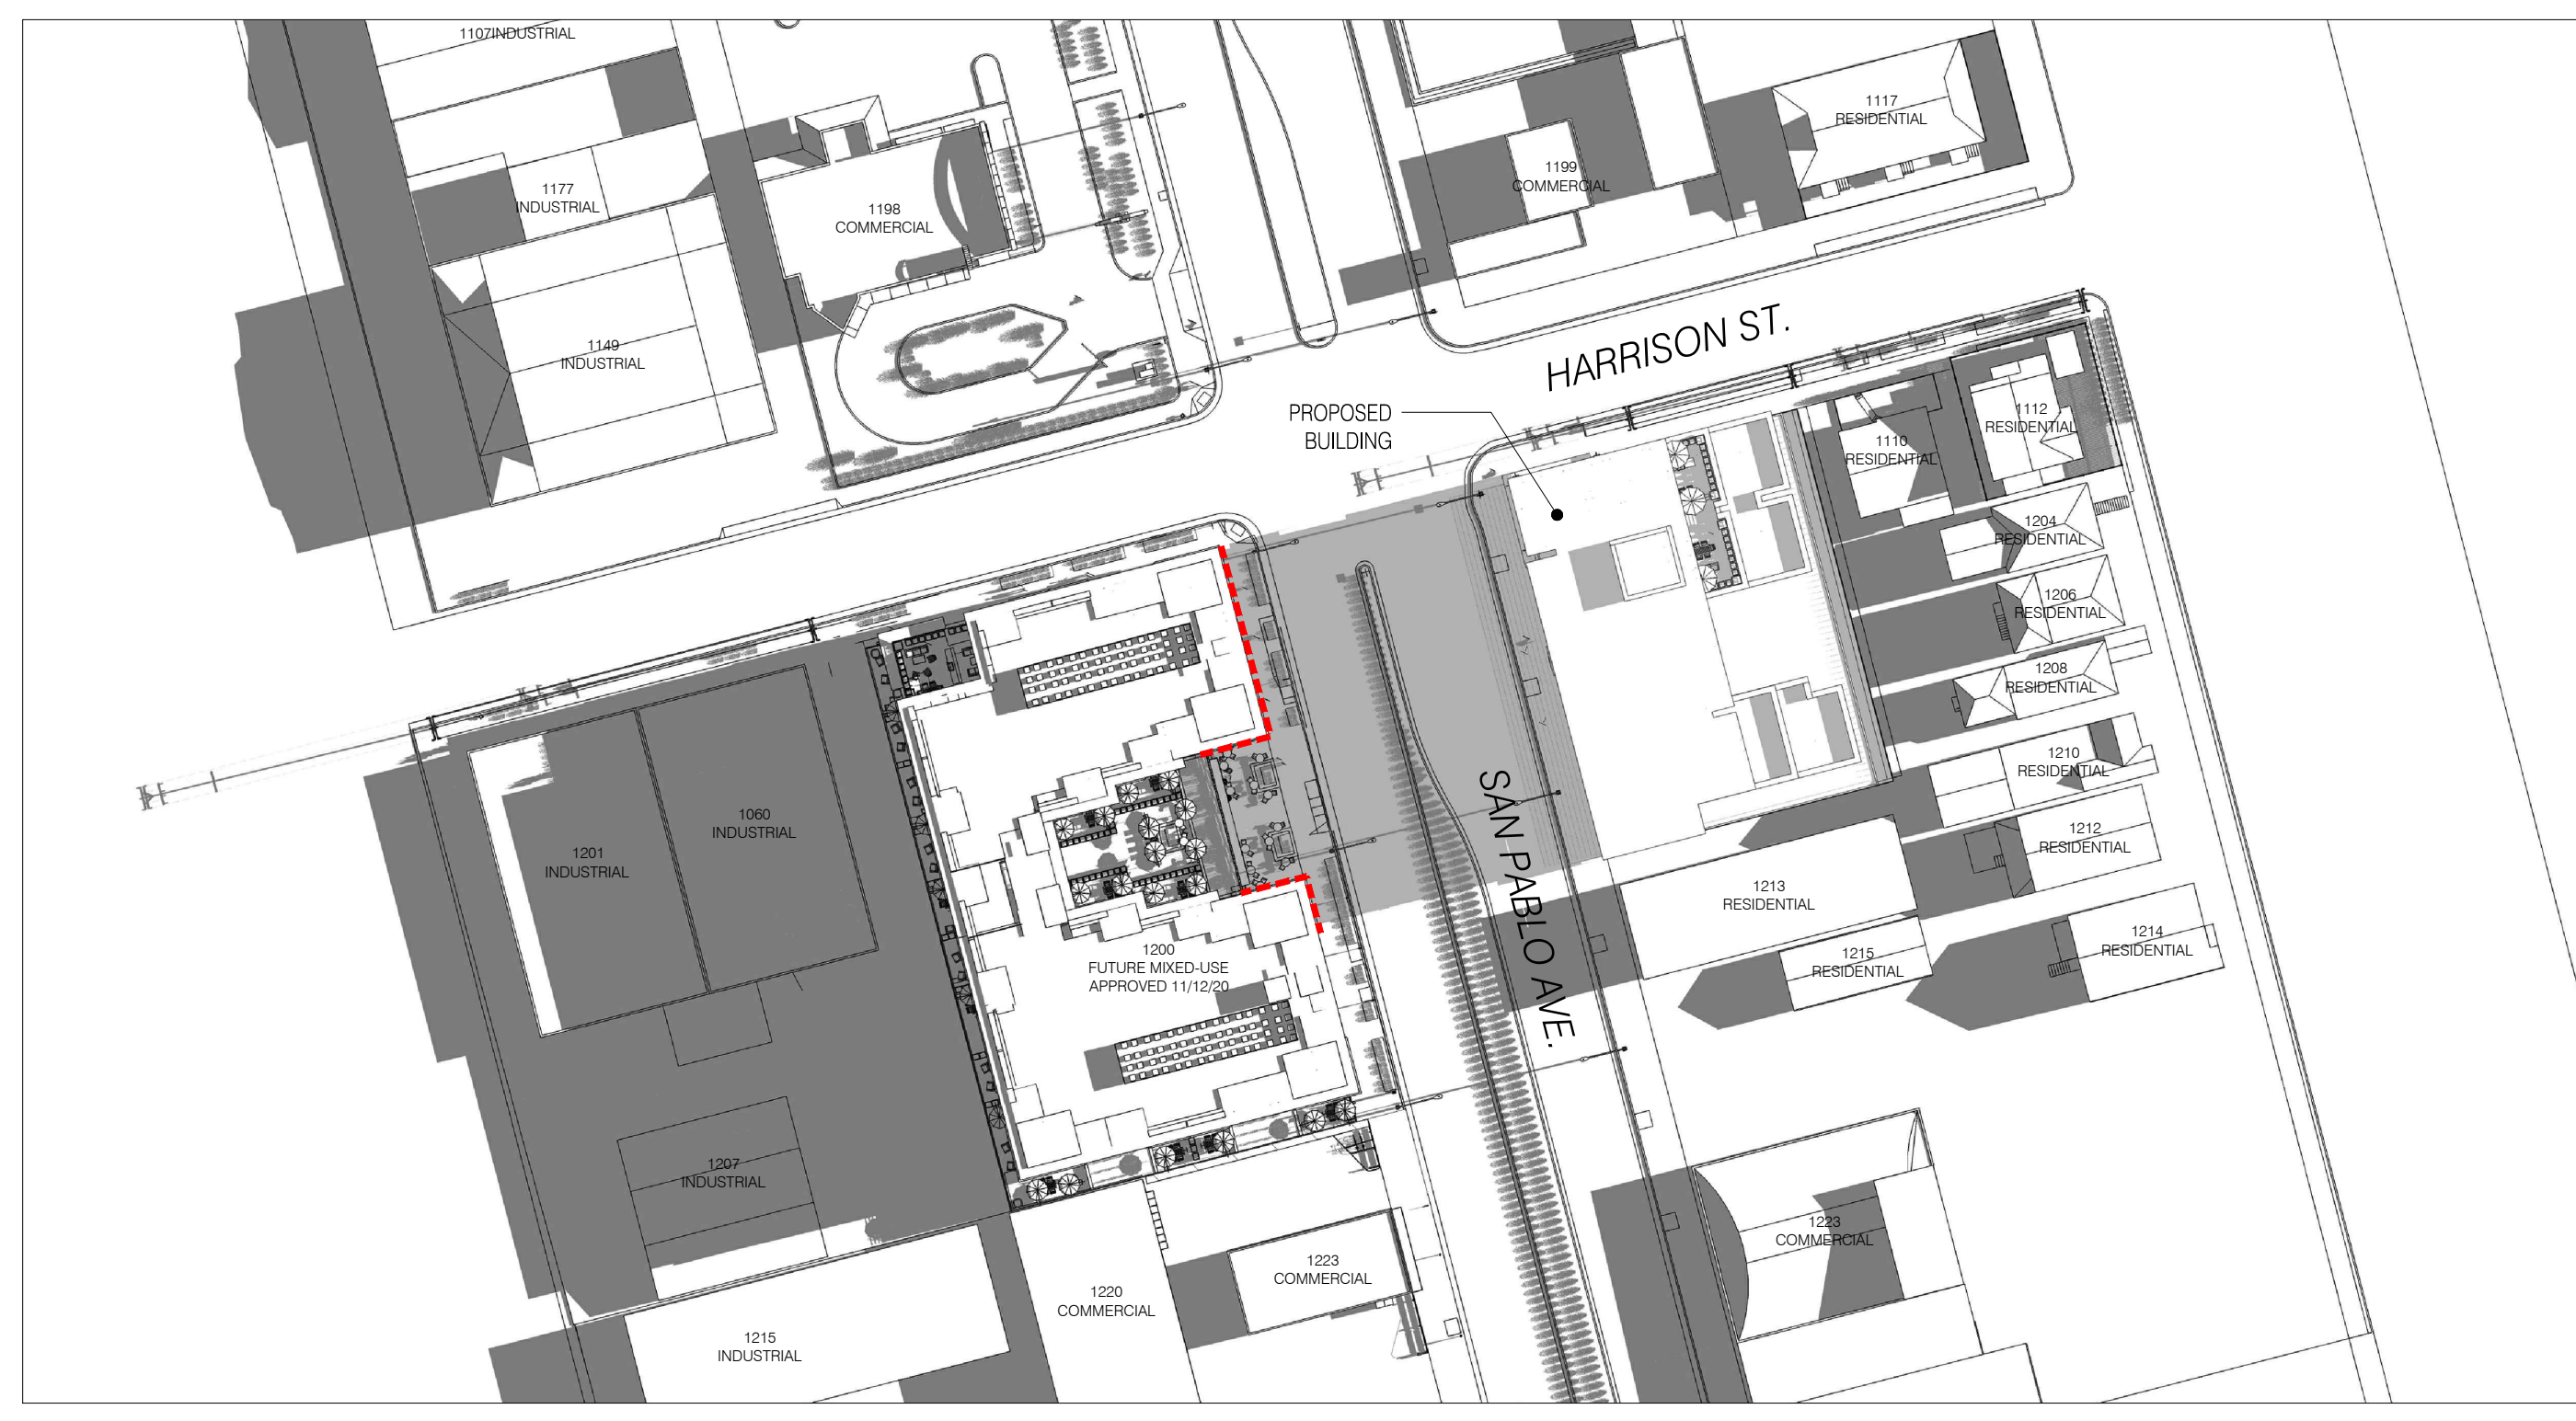 1107INDUSTRIAL
1177
INDUSTRIAL
1198
COMMERCIAL
1149
INDUSTRIAL
1199
COMMERCIAL
1117
RESIDENTIAL
HARRISON ST.
PROPOSED
BUILDING
1110
RESIDENTIAL
1112
RESIDENTIAL
1204
RESIDENTIAL
1206
RESIDENTIAL
1208
RESIDENTIAL
1210
RESIDENTIAL
1212
RESIDENTIAL
1213
RESIDENTIAL
1214
RESIDENTIAL
1215
RESIDENTIAL
SAN PABLO AVE.
1060
INDUSTRIAL
1201
INDUSTRIAL
1200
FUTURE MIXED-USE
APPROVED 11/12/20
1207
INDUSTRIAL
1215
INDUSTRIAL
1220
COMMERCIAL
1223
COMMERCIAL
1223
COMMERCIAL